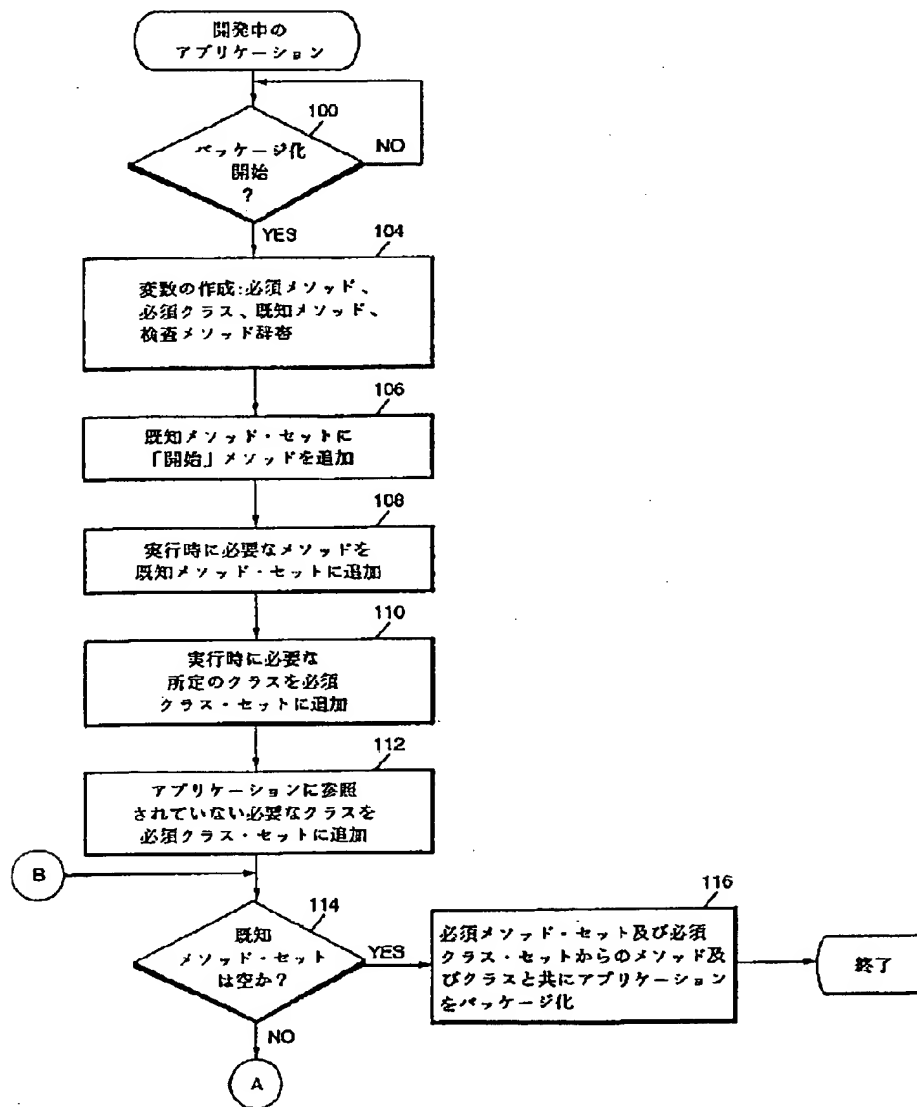 開発中の
アプリケーション
100
パッケージ化
開始
?
NO
YES
104
変数の作成:必須メソッド、
必須クラス、既知メソッド、
検査メソッド辞書
106
既知メソッド・セットに
「開始」メソッドを追加
108
実行時に必要なメソッドを
既知メソッド・セットに追加
110
実行時に必要な
所定のクラスを必須
クラス・セットに追加
112
アプリケーションに参照
されていない必要なクラスを
必須クラス・セットに追加
B
114
既知
メソッド・セット
は空か?
YES
NO
116
必須メソッド・セット及び必須
クラス・セットからのメソッド及
びクラスと共にアプリケーション
をパッケージ化
終了
A